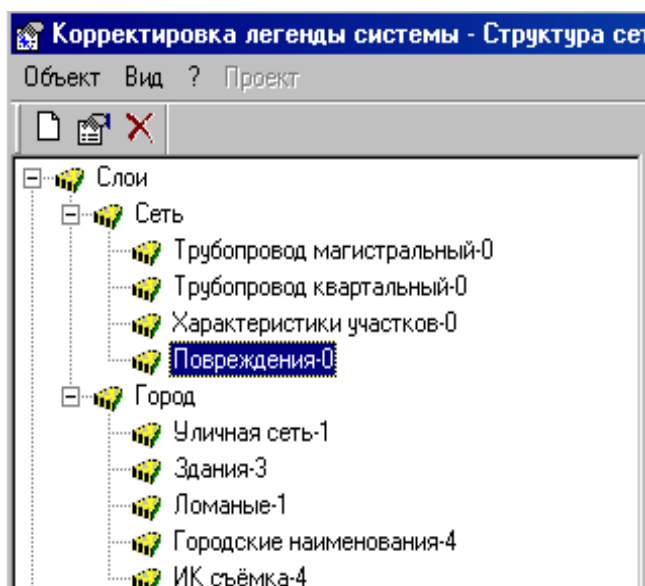 Корректировка легенды системы - Структура сет
Объект Вид ? Проект
Слои
Сеть
Трубопровод магистральный-0
Трубопровод квартальный-0
Характеристики участков-0
Повреждения-0
Город
Уличная сеть-1
Здания-3
Ломаные-1
Городские наименования-4
ИК съёмка-4